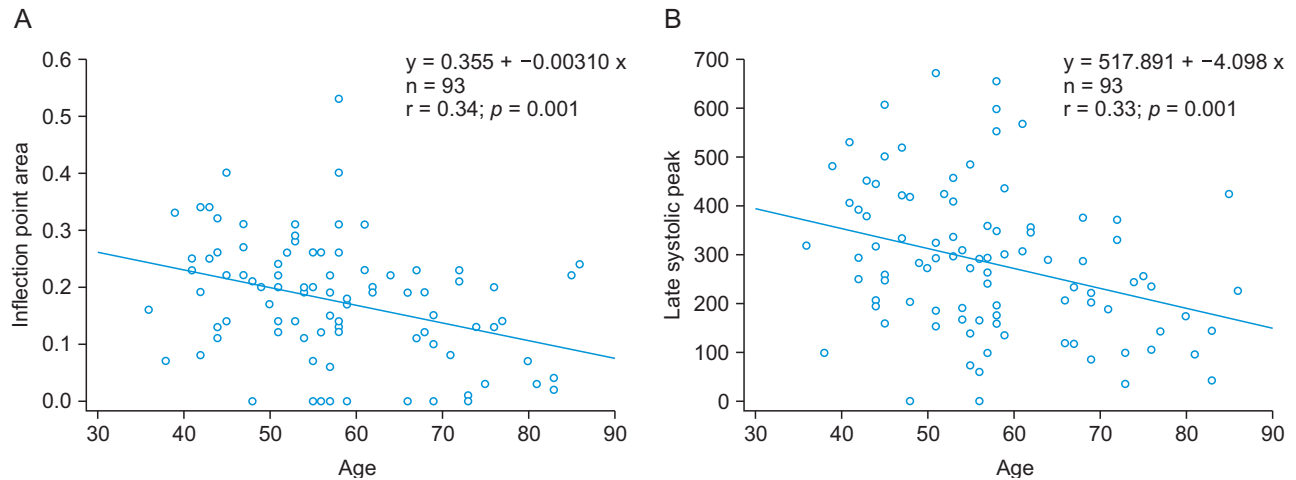 A
y = 0.355 + −0.00310 x
n = 93
r = 0.34; p = 0.001
Inflection point area
0.6
0.5
0.4
0.3
0.2
0.1
0.0
30 40 50 60 70 80 90
Age
B
y = 517.891 + −4.098 x
n = 93
r = 0.33; p = 0.001
Late systolic peak
700
600
500
400
300
200
100
0
30 40 50 60 70 80 90
Age